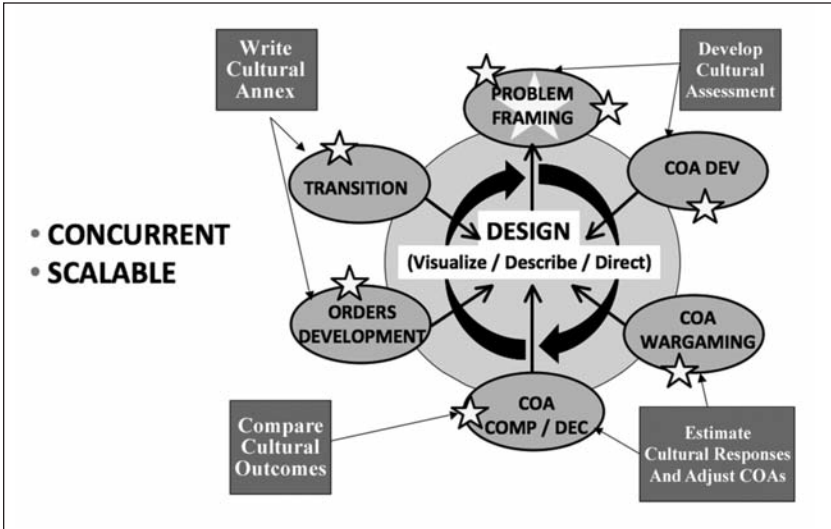 Write
Cultural
Annex
Develop
Cultural
Assessment
PROBLEM
FRAMING
TRANSITION
COA DEV
• CONCURRENT
• SCALABLE
DESIGN
(Visualize / Describe / Direct)
ORDERS
DEVELOPMENT
COA
WARGAMING
COA
COMP / DEC
Compare
Cultural
Outcomes
Estimate
Cultural Responses
And Adjust COAs